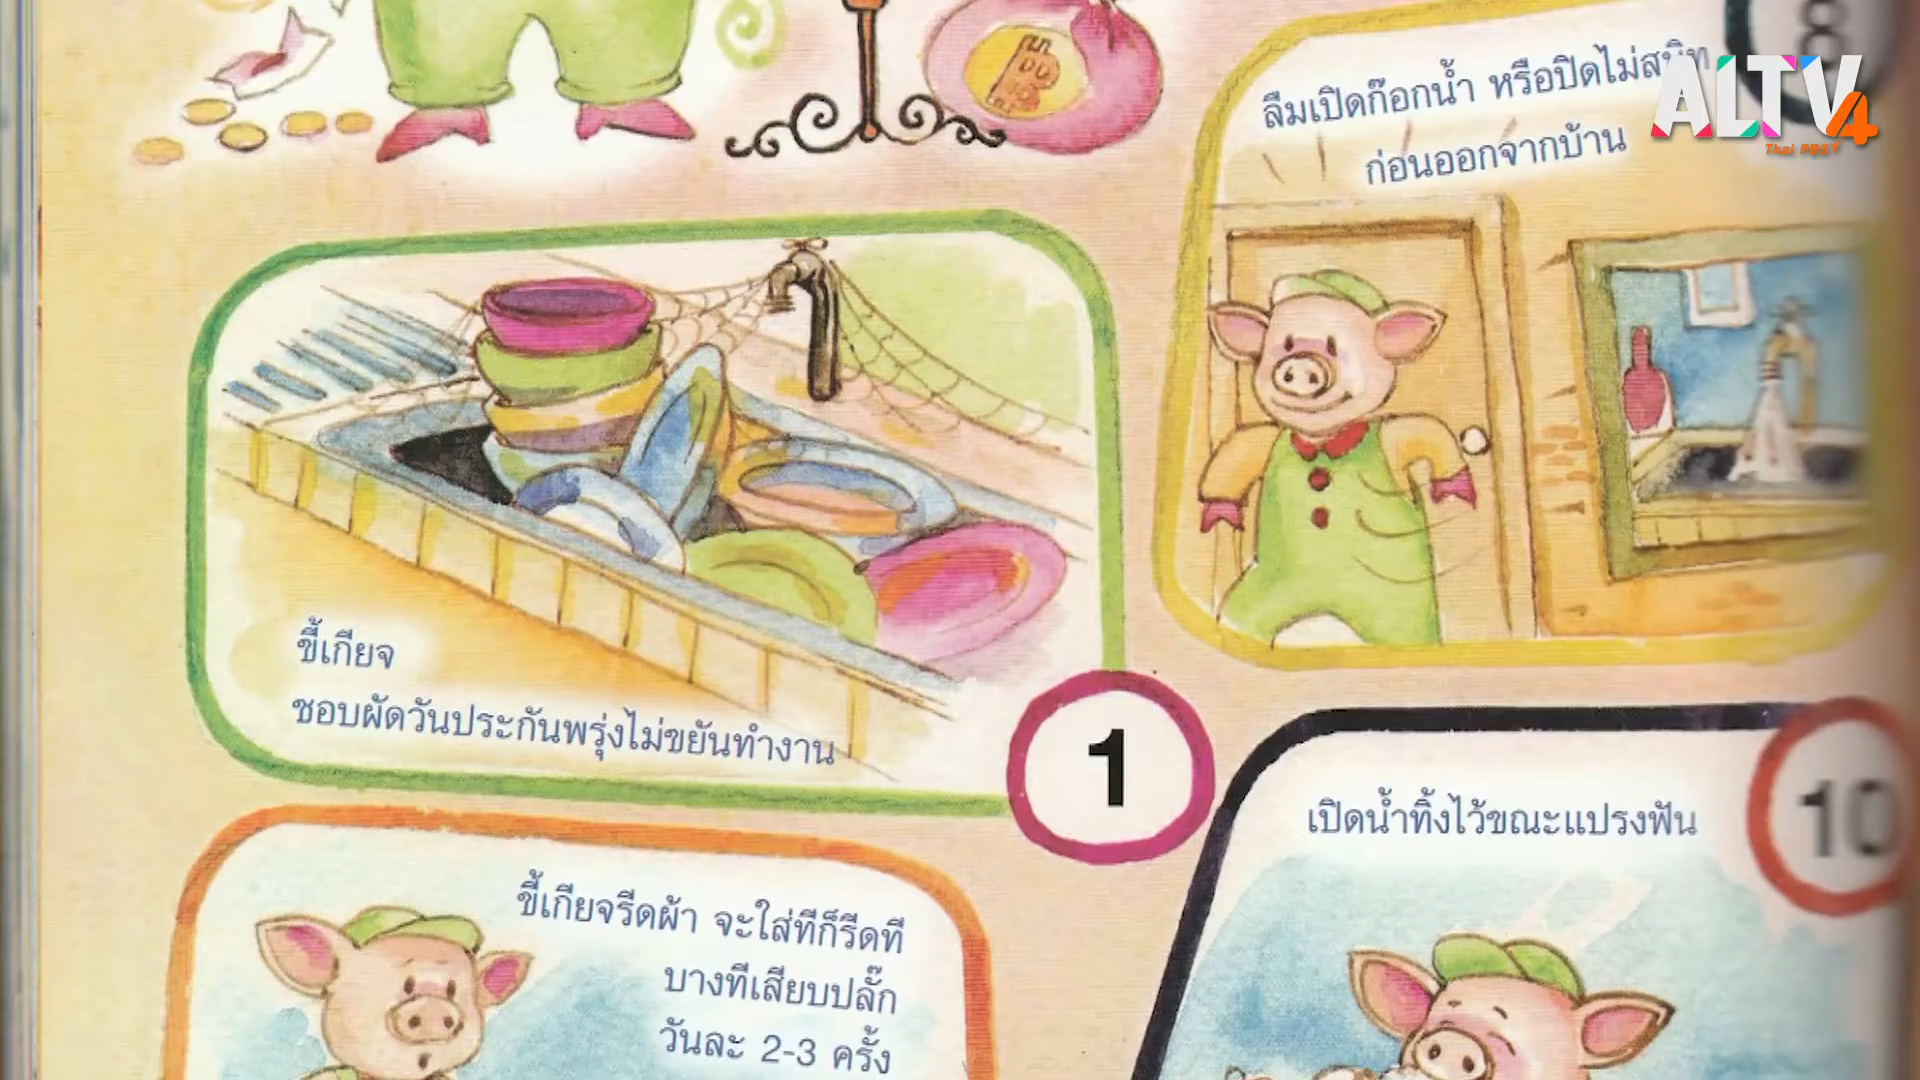 ลืมเปิดก๊อกน้ำ หรือปิดไม่สนิท
ก่อนออกจากบ้าน
8
ALTV4
Thai PBS
ขี้เกียจ
ชอบผัดวันประกันพรุ่งไม่ขยันทำงาน
1
ขี้เกียจรีดผ้า จะใส่ทีก็รีดที
บางทีเสียบปลั๊ก
วันละ 2-3 ครั้ง
เปิดน้ำทิ้งไว้ขณะแปรงฟัน
10